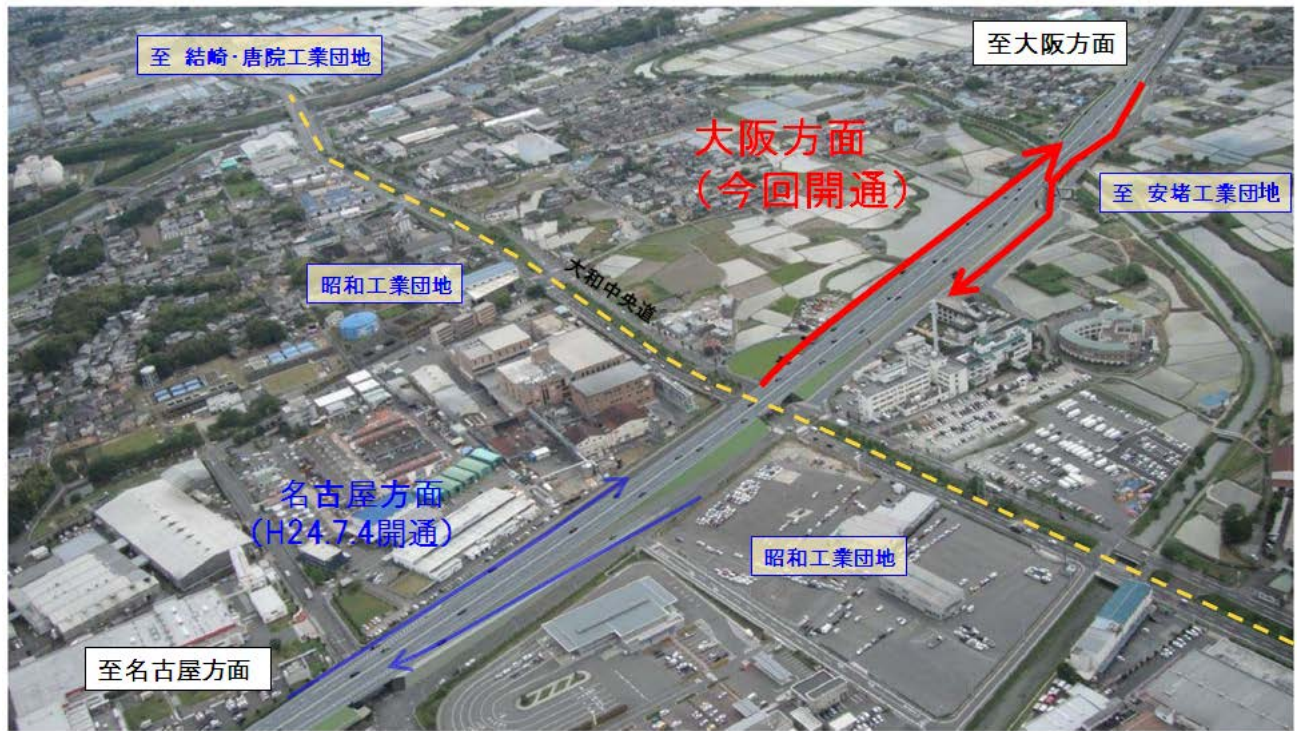 至 結崎・唐院工業団地
至大阪方面
大阪方面
(今回開通)
至 安堵工業団地
昭和工業団地
大和中央道
名古屋方面
(H24.7.4開通)
昭和工業団地
至名古屋方面